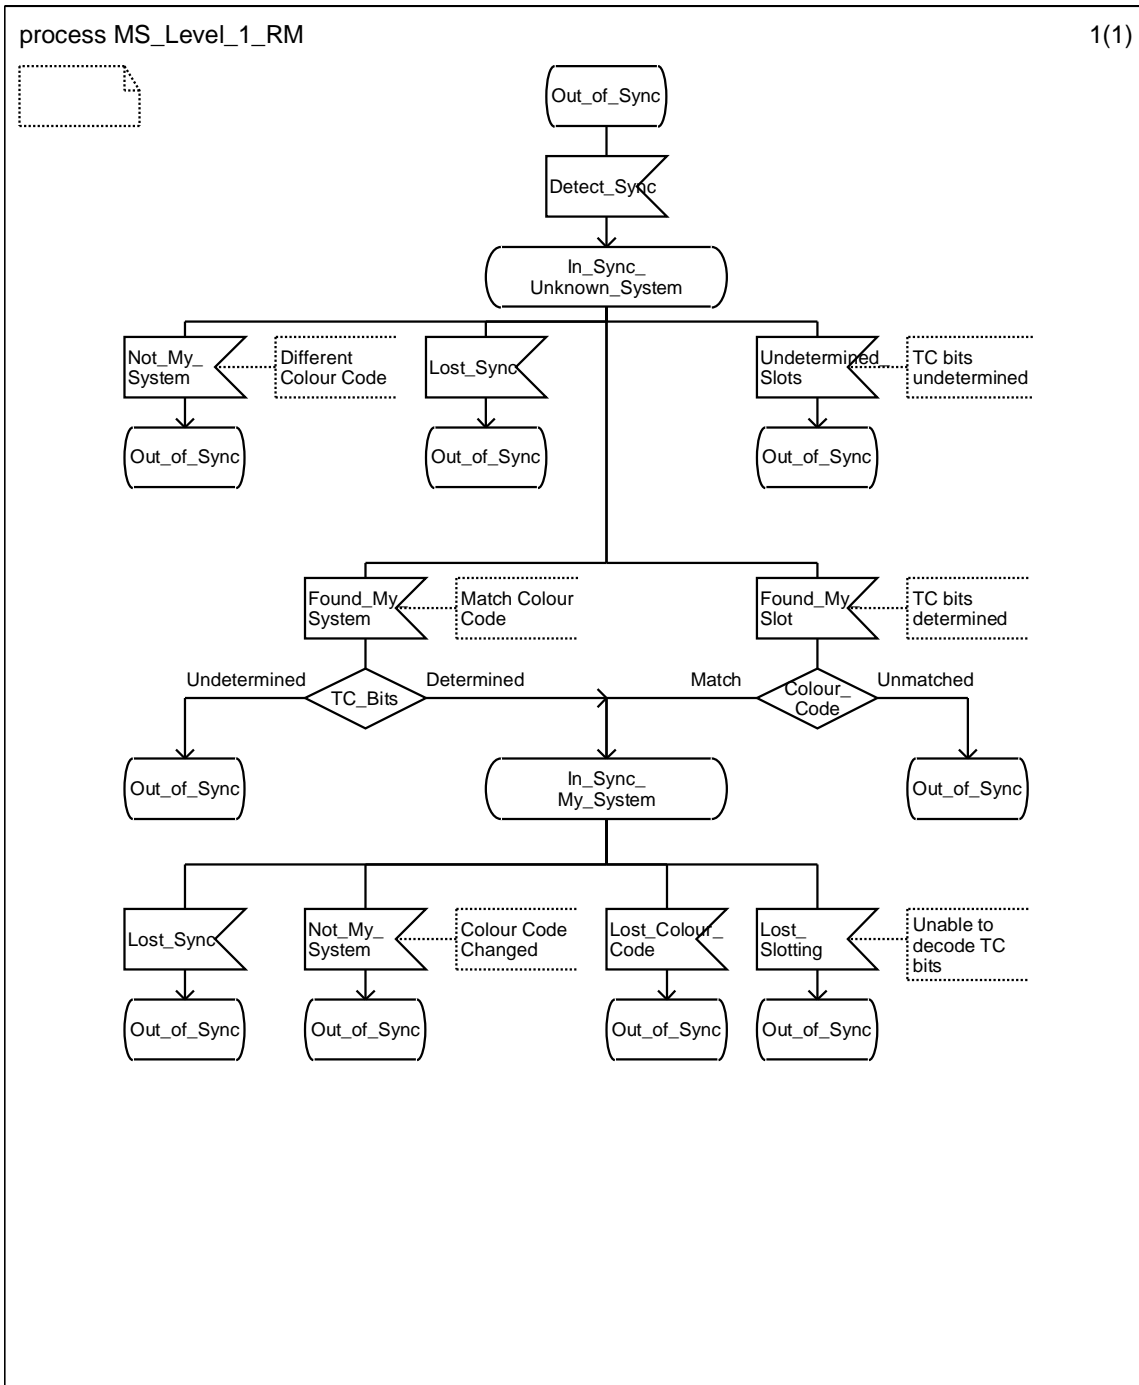 process MS_Level_1_RM
1(1)
Out_of_Sync
Detect_Sync
In_Sync_
Unknown_System
Not_My_
System
Different
Colour Code
Lost_Sync
Undetermined_
Slots
TC bits
undetermined
Out_of_Sync
Out_of_Sync
Out_of_Sync
Found_My_
System
Match Colour
Code
Found_My_
Slot
TC bits
determined
Undetermined
TC_Bits
Determined
Match
Colour_
Code
Unmatched
Out_of_Sync
In_Sync_
My_System
Out_of_Sync
Lost_Sync
Not_My_
System
Colour Code
Changed
Lost_Colour_
Code
Lost_
Slotting
Unable to
decode TC
bits
Out_of_Sync
Out_of_Sync
Out_of_Sync
Out_of_Sync